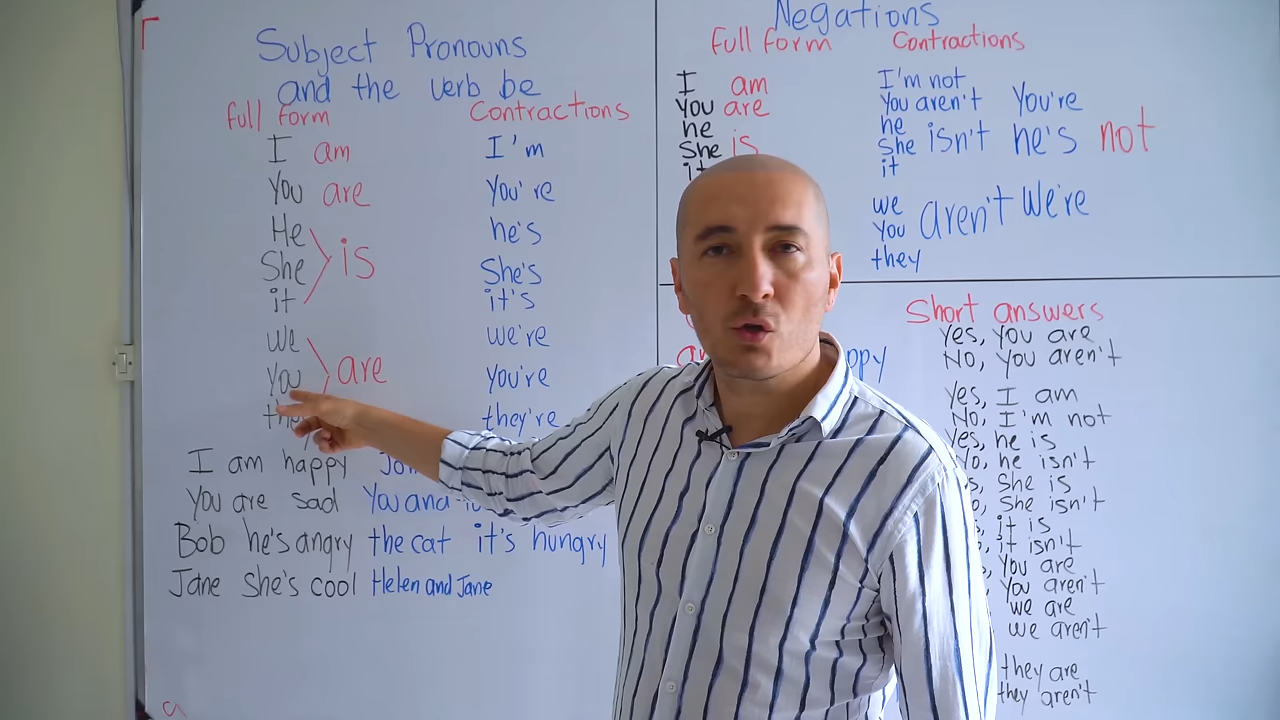 Subject Pronouns
and the verb be
full form Contractions
I am I'm
You are You're
He he's
She is She's
it it's
we we're
You are You're
they they're
I am happy
You are sad You and
Bob he's angry the cat it's hungry
Jane she's cool Helen and Jane
Negations
full form Contractions
I am I'm not
You are You aren't You're
he he
She is She isn't he's not
it it
we
You aren't We're
they
Short answers
Yes, you are
No, you aren't
Yes, I am
No, I'm not
Yes, he is
No, he isn't
She is
She isn't
it is
it isn't
You are
You aren't
we are
we aren't
they are
they aren't